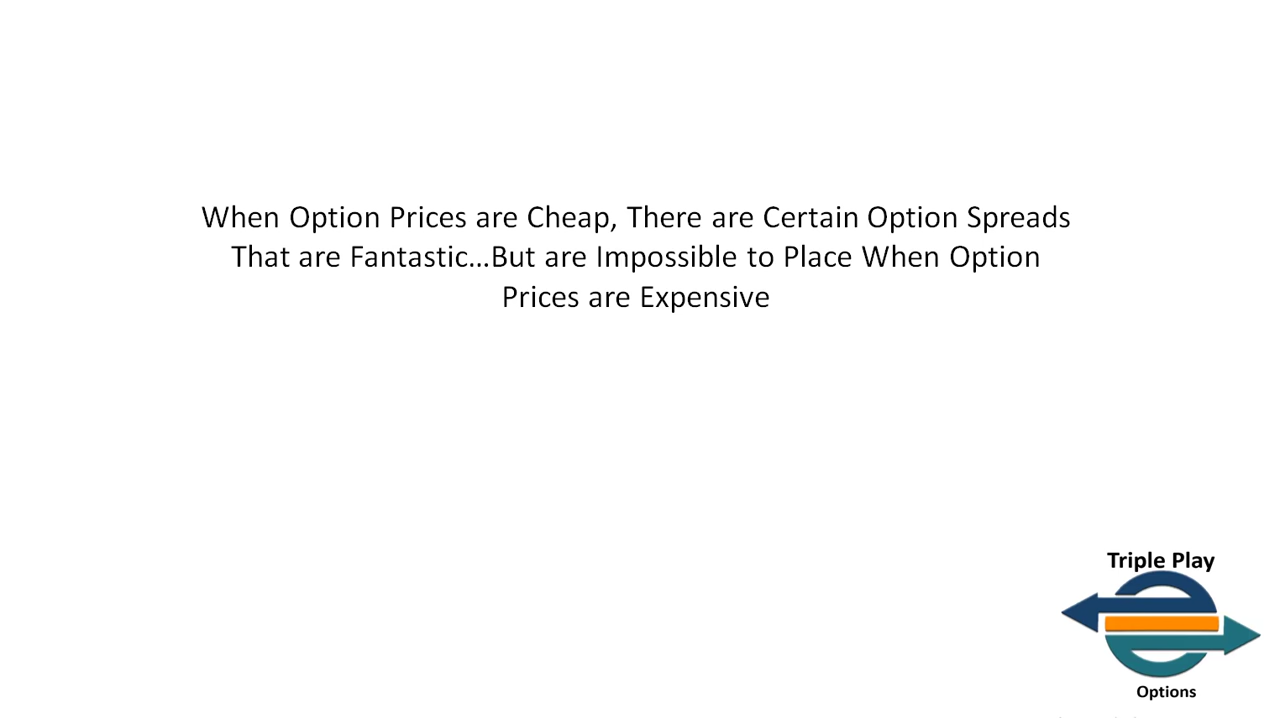 When Option Prices are Cheap, There are Certain Option Spreads
That are Fantastic...But are Impossible to Place When Option
Prices are Expensive
Triple Play
Options